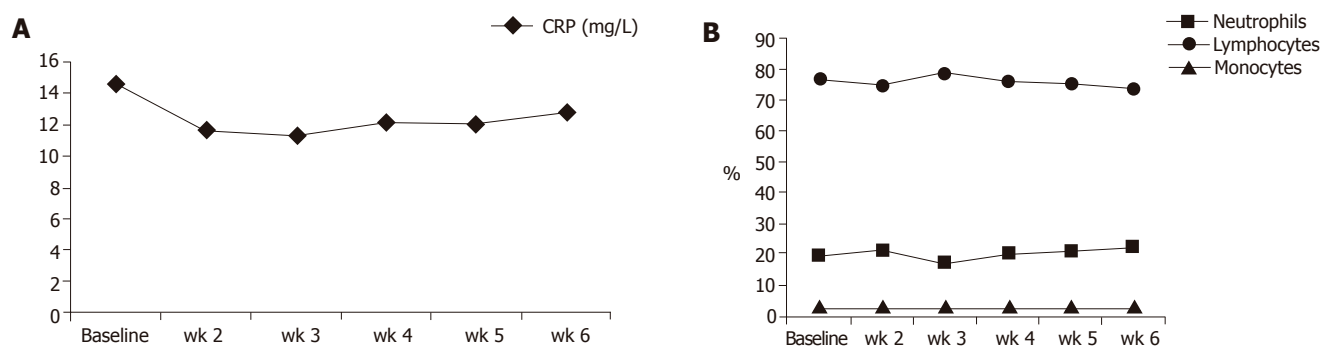 A
CRP (mg/L)
16
14
12
10
8
6
4
2
0
Baseline wk 2 wk 3 wk 4 wk 5 wk 6
B
Neutrophils
Lymphocytes
Monocytes
%
90
80
70
60
50
40
30
20
10
0
Baseline wk 2 wk 3 wk 4 wk 5 wk 6